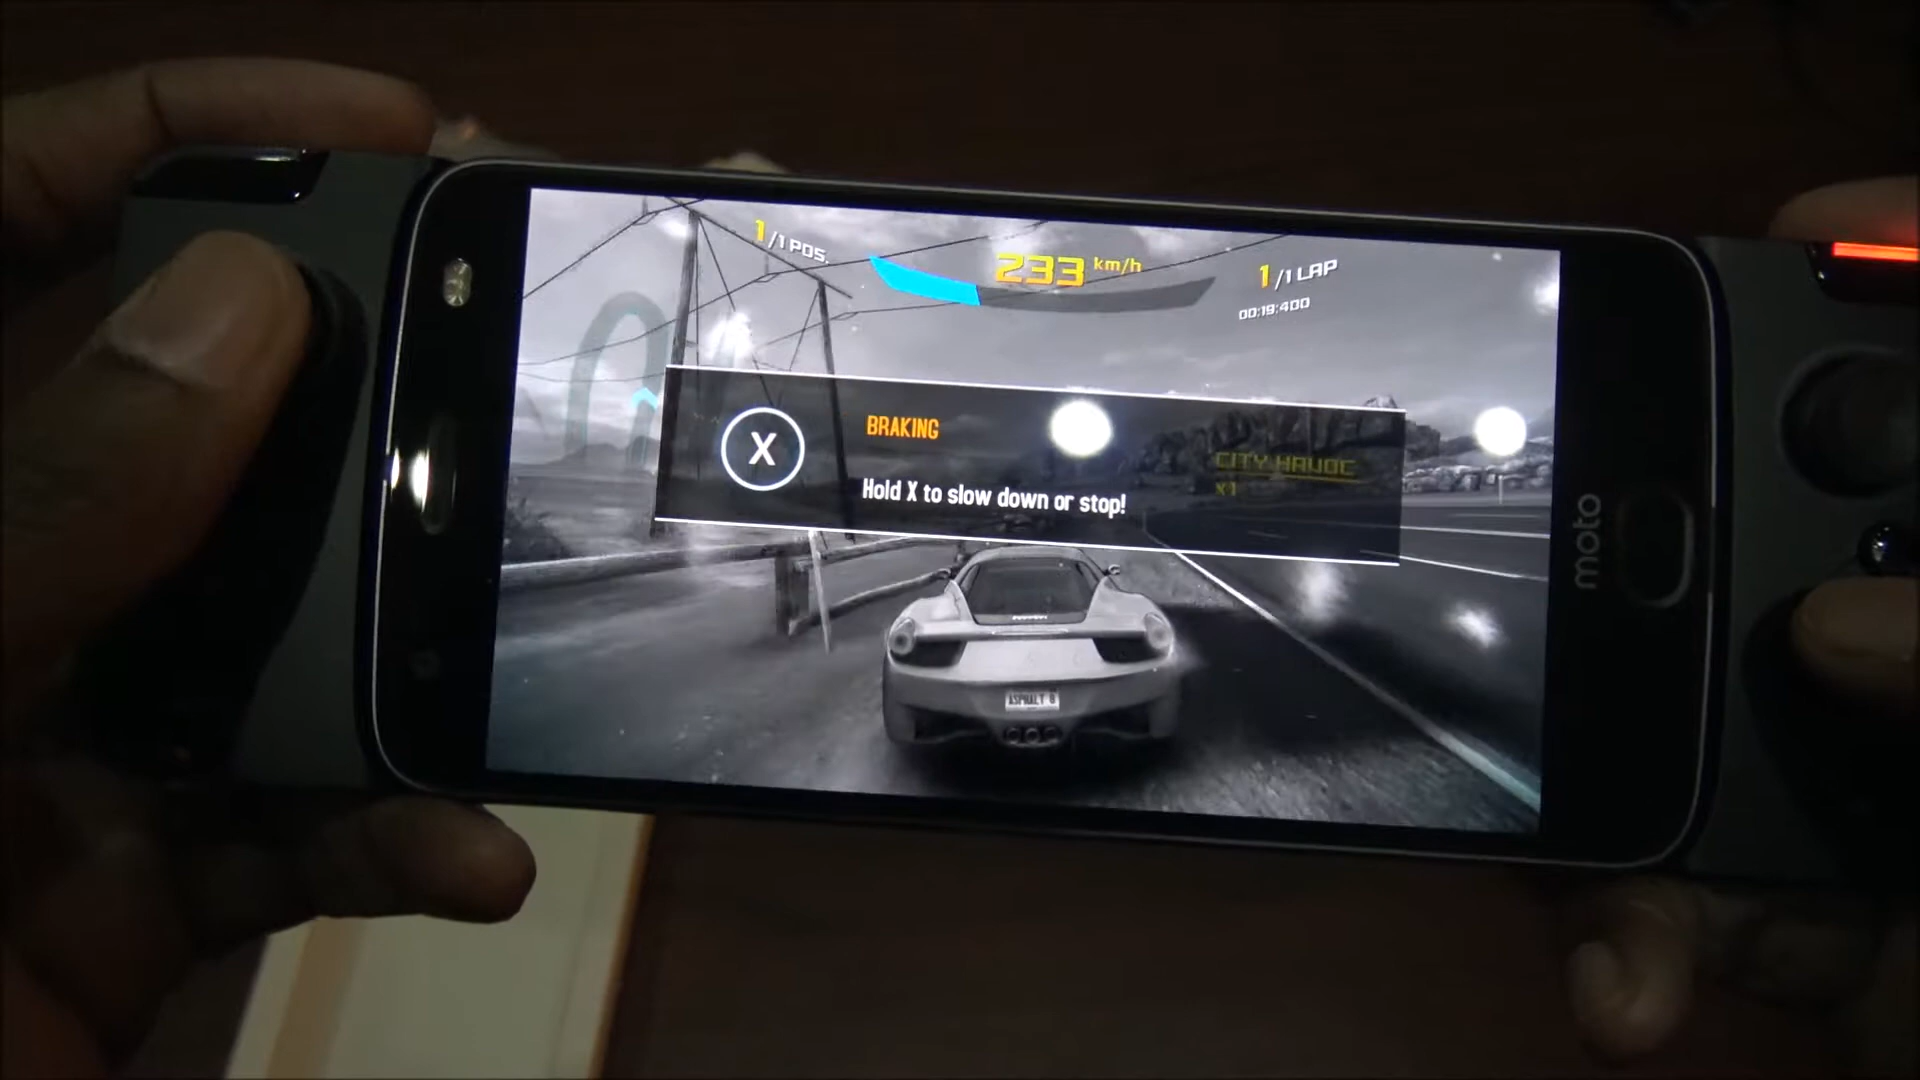 1/1 POS.
233 km/h
1/1 LAP
00:19:400
X
BRAKING
Hold X to slow down or stop!
CITY HAVOC
x1
moto
ASPHALT 8